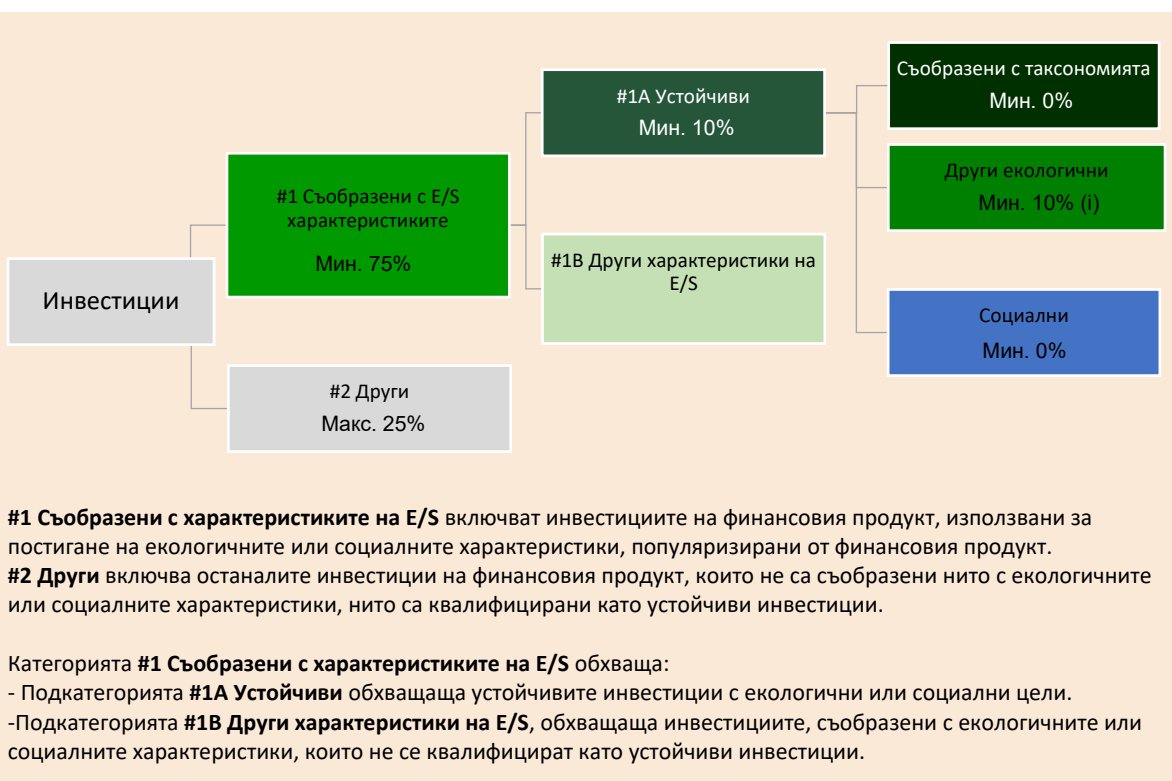 Инвестиции
#1 Съобразени с E/S
характеристиките
Мин. 75%
#2 Други
Макс. 25%
#1А Устойчиви
Мин. 10%
#1B Други характеристики на
E/S
Съобразени с таксономията
Мин. 0%
Други екологични
Мин. 10% (i)
Социални
Мин. 0%
#1 Съобразени с характеристиките на E/S включват инвестициите на финансовия продукт, използвани за
постигане на екологичните или социалните характеристики, популяризирани от финансовия продукт.
#2 Други включва останалите инвестиции на финансовия продукт, които не са съобразени нито с екологичните
или социалните характеристики, нито са квалифицирани като устойчиви инвестиции.
Категорията #1 Съобразени с характеристиките на E/S обхваща:
- Подкатегорията #1А Устойчиви обхващаща устойчивите инвестиции с екологични или социални цели.
-Подкатегорията #1B Други характеристики на E/S, обхващаща инвестициите, съобразени с екологичните или
социалните характеристики, които не се квалифицират като устойчиви инвестиции.